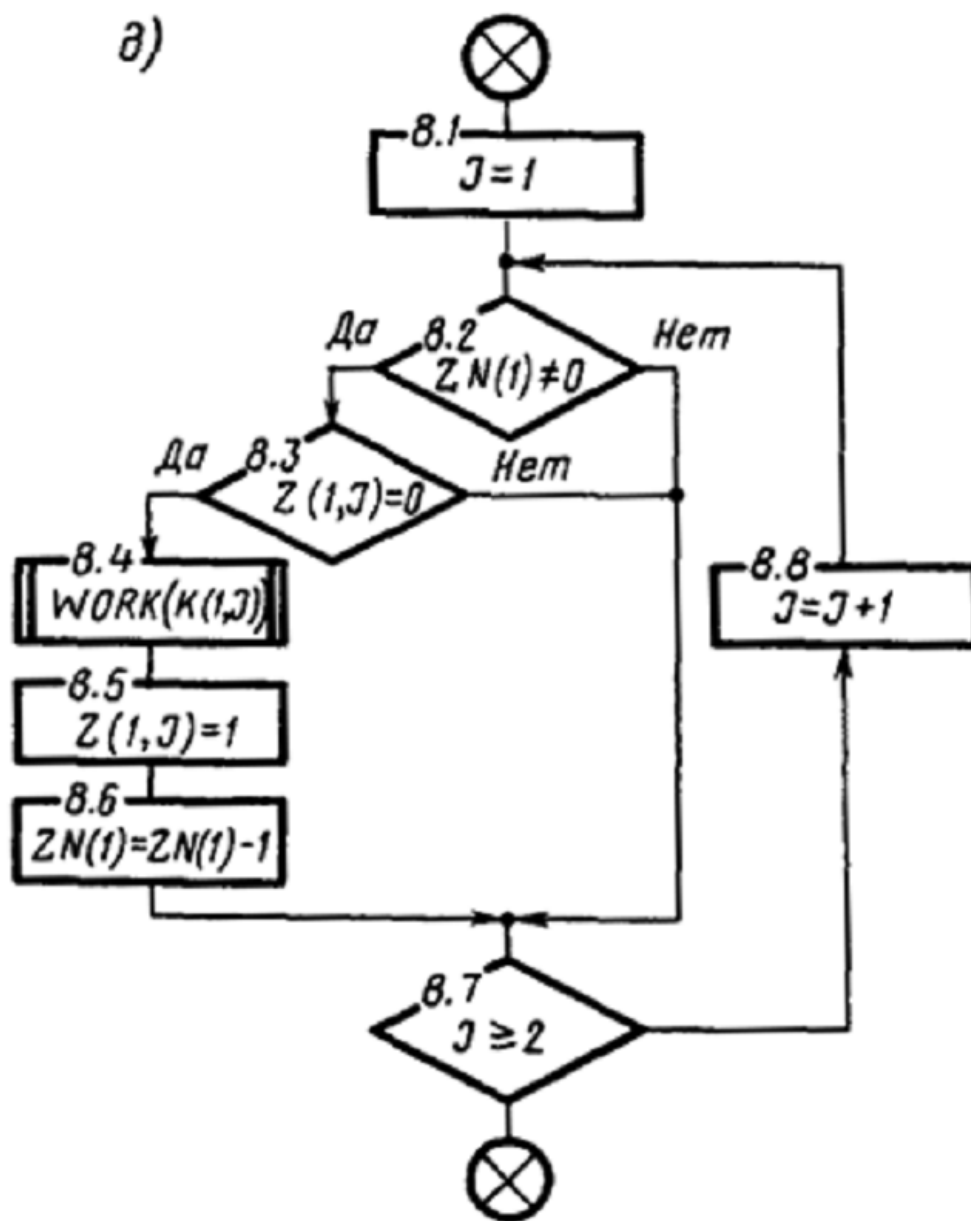 д)
8.1
J=1
Да
8.2
ZN(1)≠0
Нет
Да
8.3
Z(1,J)=0
Нет
8.4
WORK(K(1,J))
8.5
Z(1,J)=1
8.6
ZN(1)=ZN(1)-1
8.8
J=J+1
8.7
J≥2